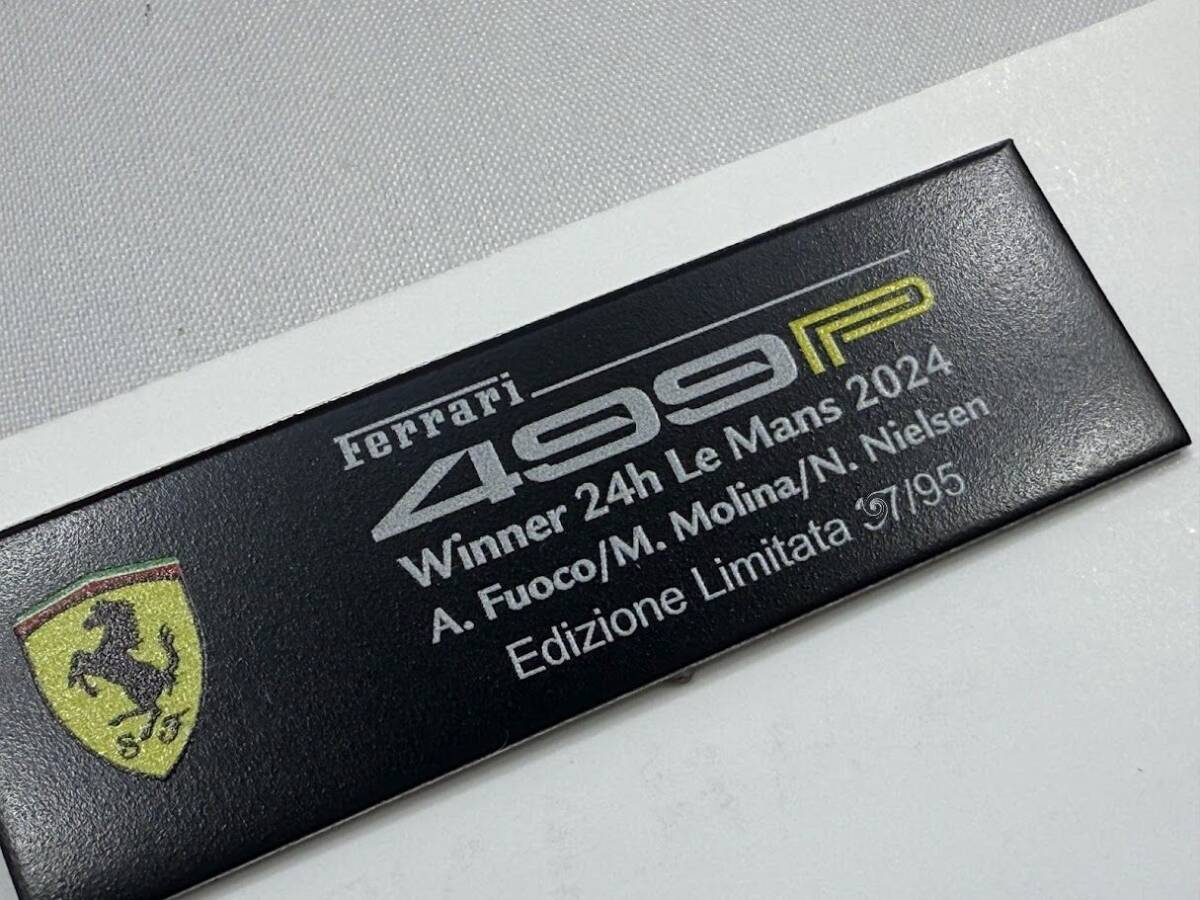 Ferrari
499P
Winner 24h Le Mans 2024
A. Fuoco/M. Molina/N. Nielsen
Edizione Limitata
S F